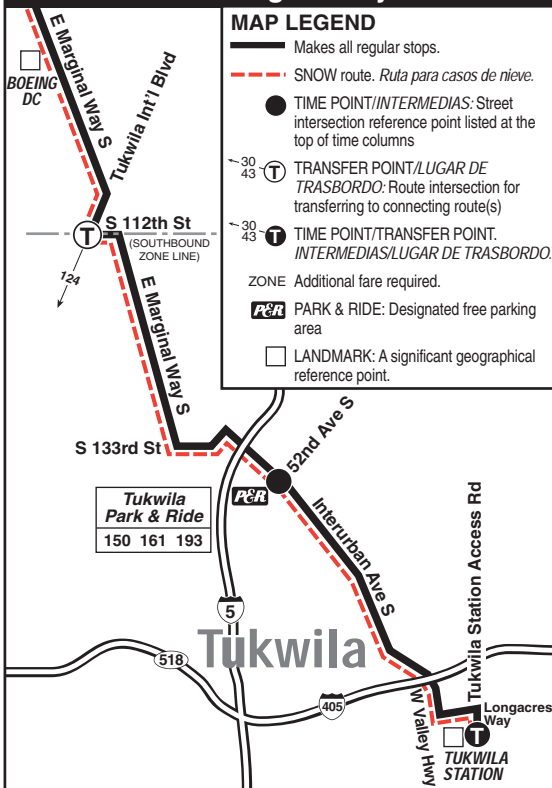 MAP LEGEND
Makes all regular stops.
SNOW route. Ruta para casos de nieve.
TIME POINT/INTERMEDIAS: Street
intersection reference point listed at the
top of time columns
30
43
T
TRANSFER POINT/LUGAR DE
TRASBORDO: Route intersection for
transferring to connecting route(s)
30
43
T
TIME POINT/TRANSFER POINT.
INTERMEDIAS/LUGAR DE TRASBORDO.
ZONE Additional fare required.
P&R PARK & RIDE: Designated free parking
area
LANDMARK: A significant geographical
reference point.
E Marginal Way S
BOEING
DC
Tukwila Int'l Blvd
T
S 112th St
(SOUTHBOUND
ZONE LINE)
124
E Marginal Way S
S 133rd St
52nd Ave S
P&R
Tukwila
Park & Ride
150 161 193
Interurban Ave S
Tukwila Station Access Rd
5
Tukwila
518
405
W Valley Hwy
Longacres
Way
T
TUKWILA
STATION